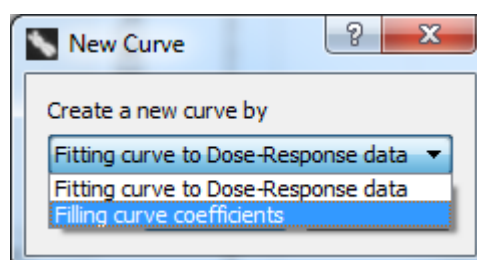 New Curve
?
Create a new curve by
Fitting curve to Dose-Response data
Fitting curve to Dose-Response data
Filling curve coefficients